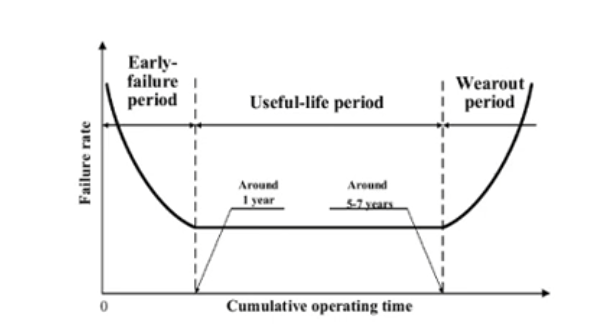 Early-
failure
period
Useful-life period
Wearout
period
Failure rate
Around
1 year
Around
5-7 years
0
Cumulative operating time